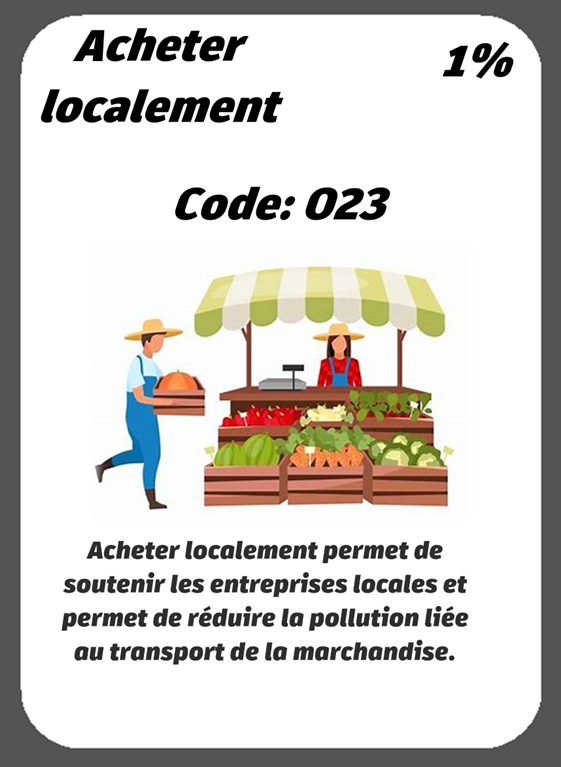 Acheter
localement
1%
Code: 023
Acheter localement permet de
soutenir les entreprises locales et
permet de réduire la pollution liée
au transport de la marchandise.